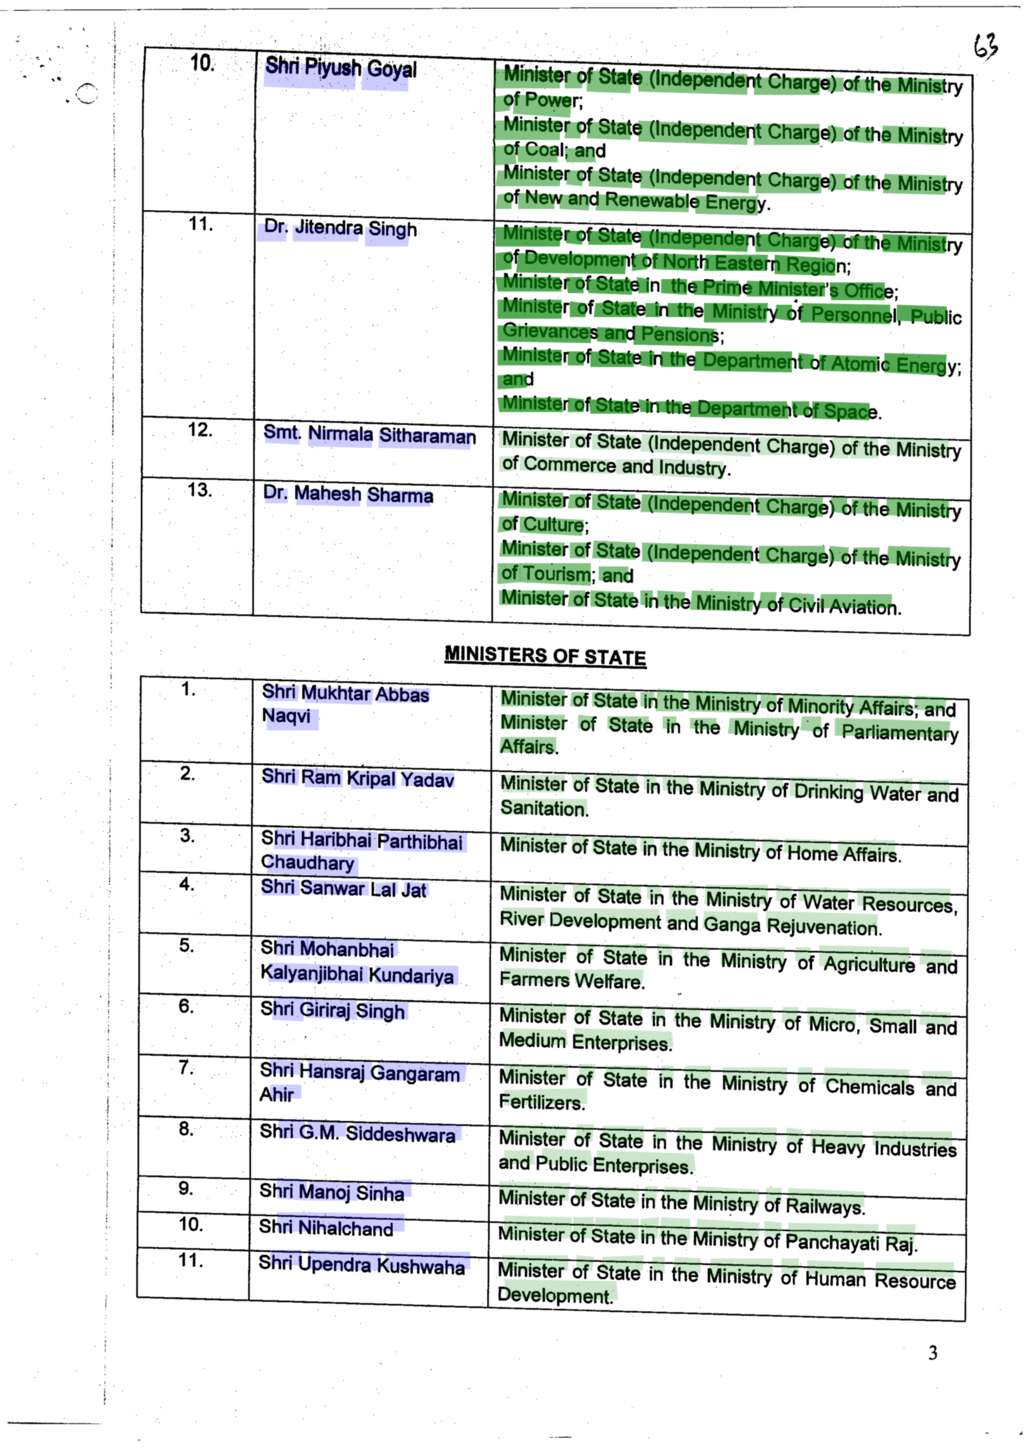 63
10. Shri Piyush Goyal
Minister of State (Independent Charge) of the Ministry
of Power;
Minister of State (Independent Charge) of the Ministry
of Coal; and
Minister of State (Independent Charge) of the Ministry
of New and Renewable Energy.
11. Dr. Jitendra Singh
Minister of State (Independent Charge) of the Ministry
of Development of North Eastern Region;
Minister of State in the Prime Minister's Office;
Minister of State in the Ministry of Personnel, Public
Grievances and Pensions;
Minister of State in the Department of Atomic Energy;
and
Minister of State in the Department of Space.
12. Smt. Nirmala Sitharaman
Minister of State (Independent Charge) of the Ministry
of Commerce and Industry.
13. Dr. Mahesh Sharma
Minister of State (Independent Charge) of the Ministry
of Culture;
Minister of State (Independent Charge) of the Ministry
of Tourism; and
Minister of State in the Ministry of Civil Aviation.
MINISTERS OF STATE
1. Shri Mukhtar Abbas
Naqvi
Minister of State in the Ministry of Minority Affairs; and
Minister of State in the Ministry of Parliamentary
Affairs.
2. Shri Ram Kripal Yadav
Minister of State in the Ministry of Drinking Water and
Sanitation.
3. Shri Haribhai Parthibhai
Chaudhary
Minister of State in the Ministry of Home Affairs.
4. Shri Sanwar Lal Jat
Minister of State in the Ministry of Water Resources,
River Development and Ganga Rejuvenation.
5. Shri Mohanbhai
Kalyanjibhai Kundariya
Minister of State in the Ministry of Agriculture and
Farmers Welfare.
6. Shri Giriraj Singh
Minister of State in the Ministry of Micro, Small and
Medium Enterprises.
7. Shri Hansraj Gangaram
Ahir
Minister of State in the Ministry of Chemicals and
Fertilizers.
8. Shri G.M. Siddeshwara
Minister of State in the Ministry of Heavy Industries
and Public Enterprises.
9. Shri Manoj Sinha
Minister of State in the Ministry of Railways.
10. Shri Nihalchand
Minister of State in the Ministry of Panchayati Raj.
11. Shri Upendra Kushwaha
Minister of State in the Ministry of Human Resource
Development.
3